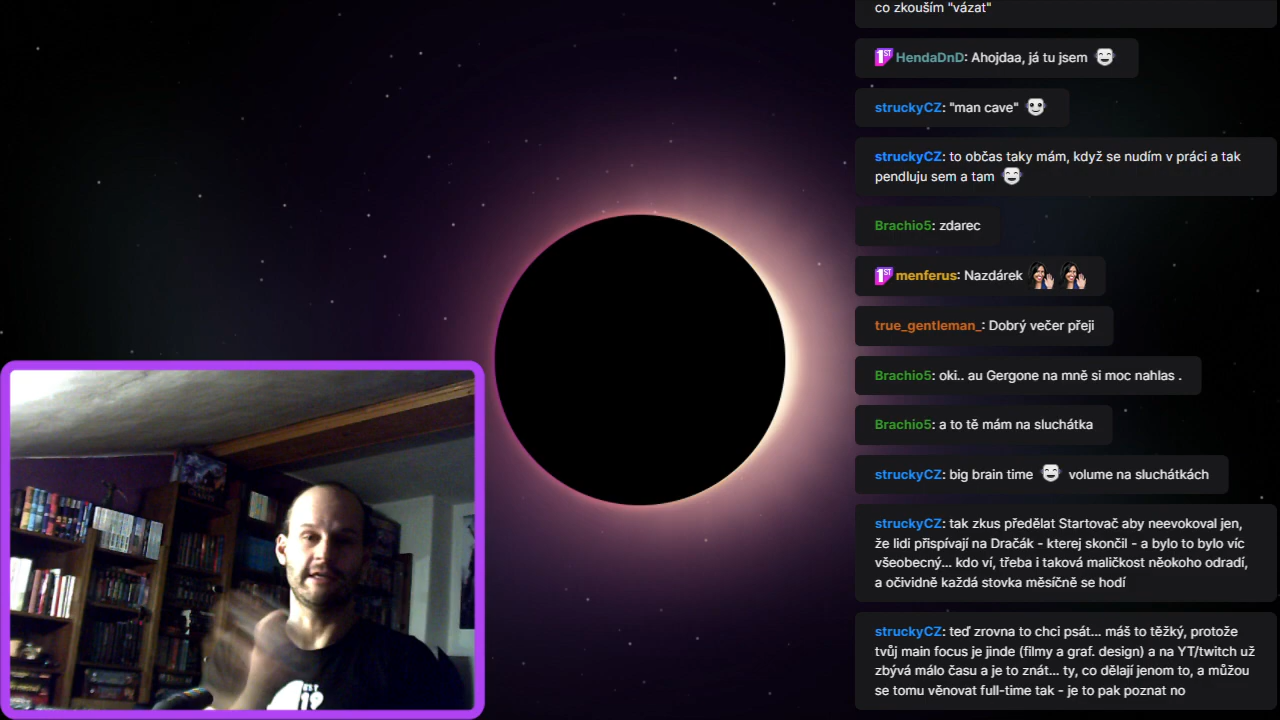 co zkouším "vázat"
HendaDnD: Ahojdaa, já tu jsem
struckyCZ: "man cave"
struckyCZ: to občas taky mám, když se nudím v práci a tak
pendluju sem a tam
Brachio5: zdarec
menferus: Nazdárek
true_gentleman_: Dobrý večer přeji
Brachio5: oki.. au Gergone na mně si moc nahlas .
Brachio5: a to tě mám na sluchátka
struckyCZ: big brain time volume na sluchátkách
struckyCZ: tak zkus předělat Startovač aby neevokoval jen,
že lidi přispívají na Dračák - kterej skončil - a bylo to bylo víc
všeobecný... kdo ví, třeba i taková maličkost něokoho odradí,
a očividně každá stovka měsíčně se hodí
struckyCZ: teď zrovna to chci psát... máš to těžký, protože
tvůj main focus je jinde (filmy a graf. design) a na YT/twitch už
zbývá málo času a je to znát... ty, co dělají jenom to, a můžou
se tomu věnovat full-time tak - je to pak poznat no
19